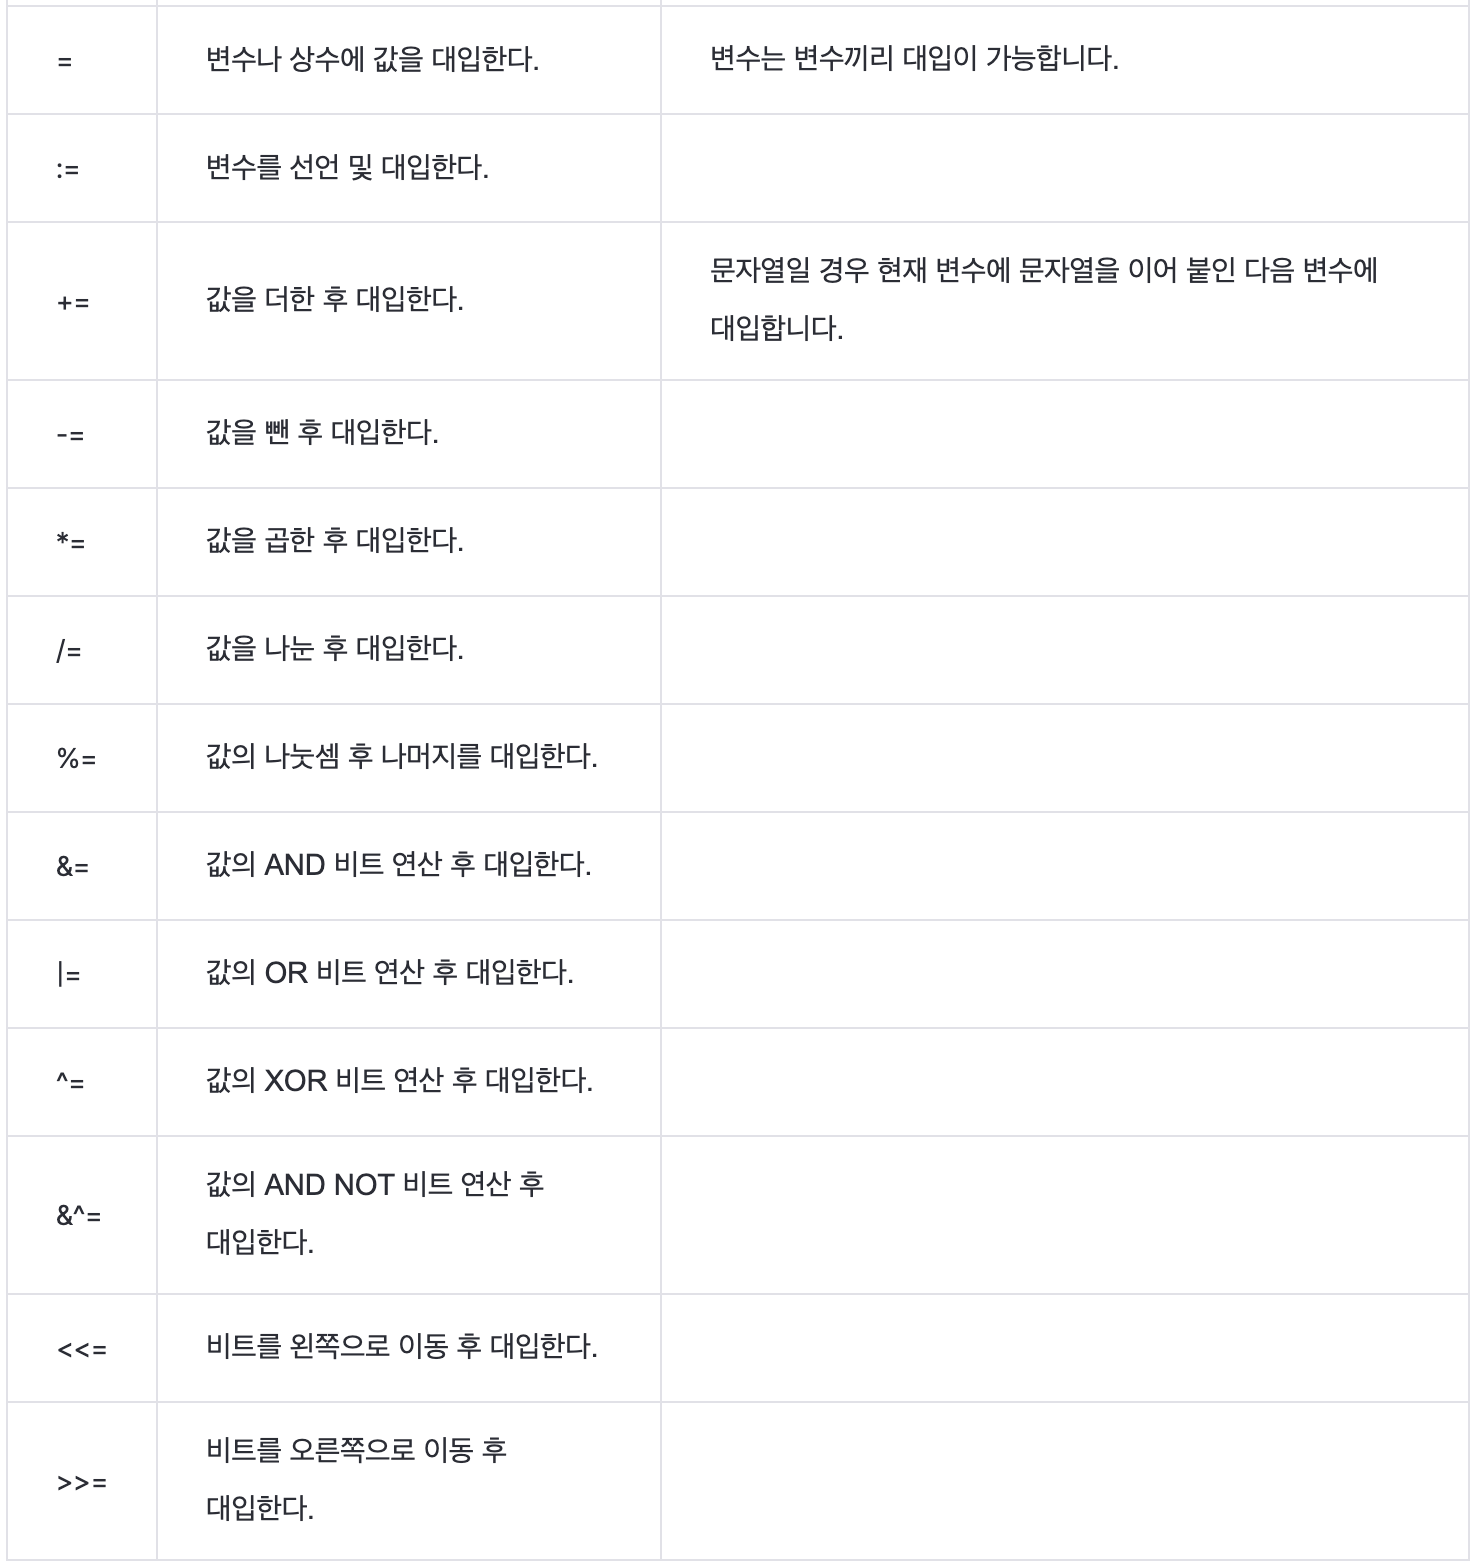 = 변수나 상수에 값을 대입한다. 변수는 변수끼리 대입이 가능합니다.
:= 변수를 선언 및 대입한다.
+= 값을 더한 후 대입한다. 문자열일 경우 현재 변수에 문자열을 이어 붙인 다음 변수에
대입합니다.
-= 값을 뺀 후 대입한다.
*= 값을 곱한 후 대입한다.
/= 값을 나눈 후 대입한다.
%= 값의 나눗셈 후 나머지를 대입한다.
&= 값의 AND 비트 연산 후 대입한다.
|= 값의 OR 비트 연산 후 대입한다.
^= 값의 XOR 비트 연산 후 대입한다.
&^= 값의 AND NOT 비트 연산 후
대입한다.
<<= 비트를 왼쪽으로 이동 후 대입한다.
>>= 비트를 오른쪽으로 이동 후
대입한다.